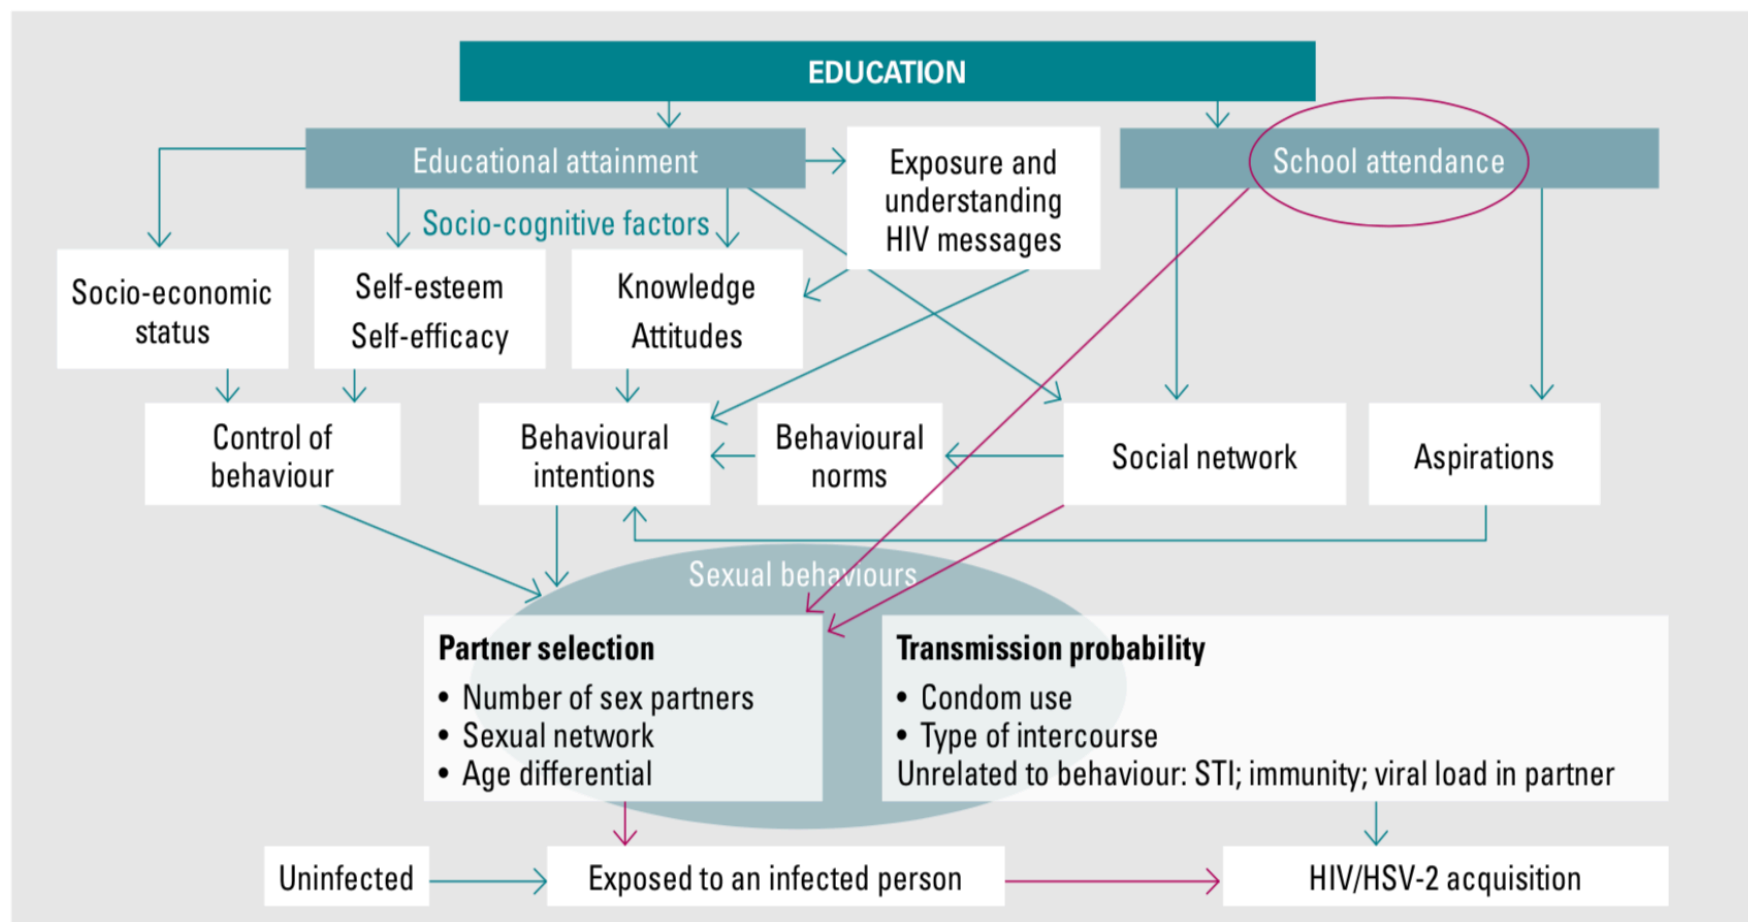 EDUCATION
Educational attainment
Exposure and
understanding
HIV messages
School attendance
Socio-cognitive factors
Socio-economic
status
Self-esteem
Self-efficacy
Knowledge
Attitudes
Control of
behaviour
Behavioural
intentions
Behavioural
norms
Social network
Aspirations
Sexual behaviours
Partner selection
• Number of sex partners
• Sexual network
• Age differential
Transmission probability
• Condom use
• Type of intercourse
Unrelated to behaviour: STI; immunity; viral load in partner
Uninfected
Exposed to an infected person
HIV/HSV-2 acquisition